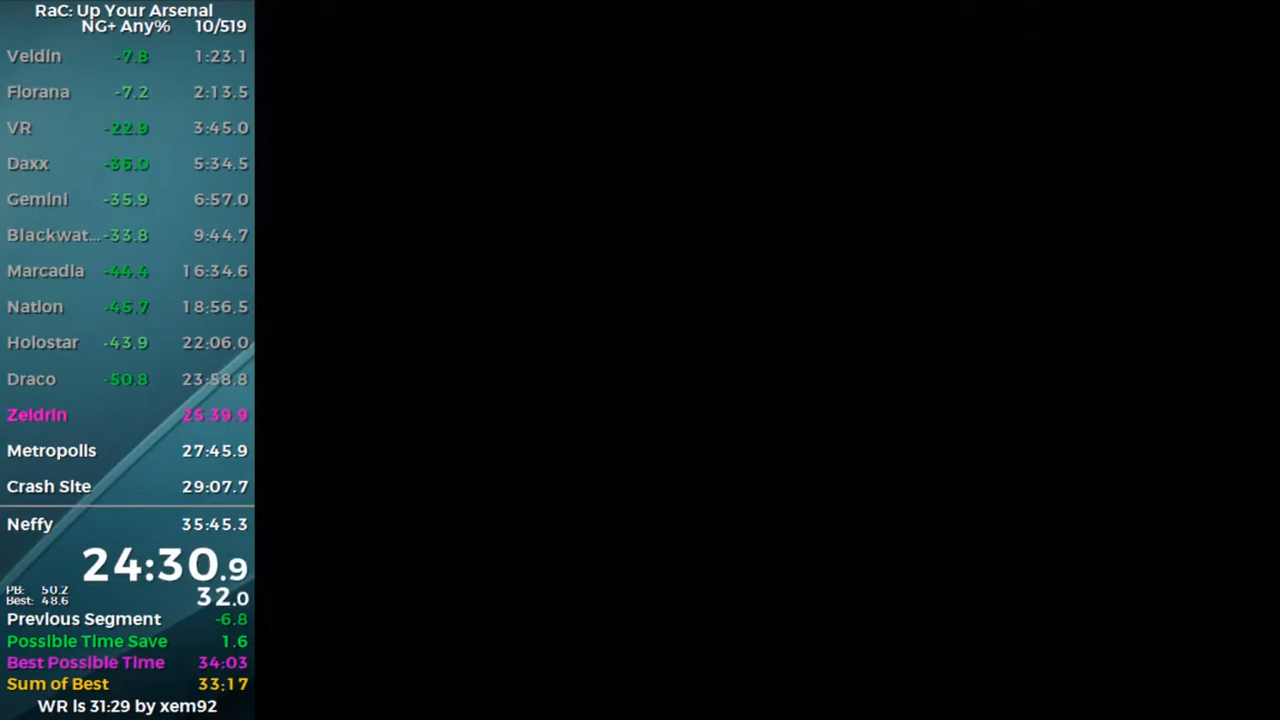 RaC: Up Your Arsenal
NG+ Any% 10/519
Veldin -7.8 1:23.1
Florana -7.2 2:13.5
VR -22.9 3:45.0
Daxx -36.0 5:34.5
Gemini -35.9 6:57.0
Blackwat... -33.8 9:44.7
Marcadia -44.4 16:34.6
Nation -45.7 18:56.5
Holostar -43.9 22:06.0
Draco -50.8 23:58.8
Zeldrin 25:39.9
Metropolis 27:45.9
Crash Site 29:07.7
Neffy 35:45.3
24:30.9
PB: 50.2
Best: 48.6 32.0
Previous Segment -6.8
Possible Time Save 1.6
Best Possible Time 34:03
Sum of Best 33:17
WR is 31:29 by xem92